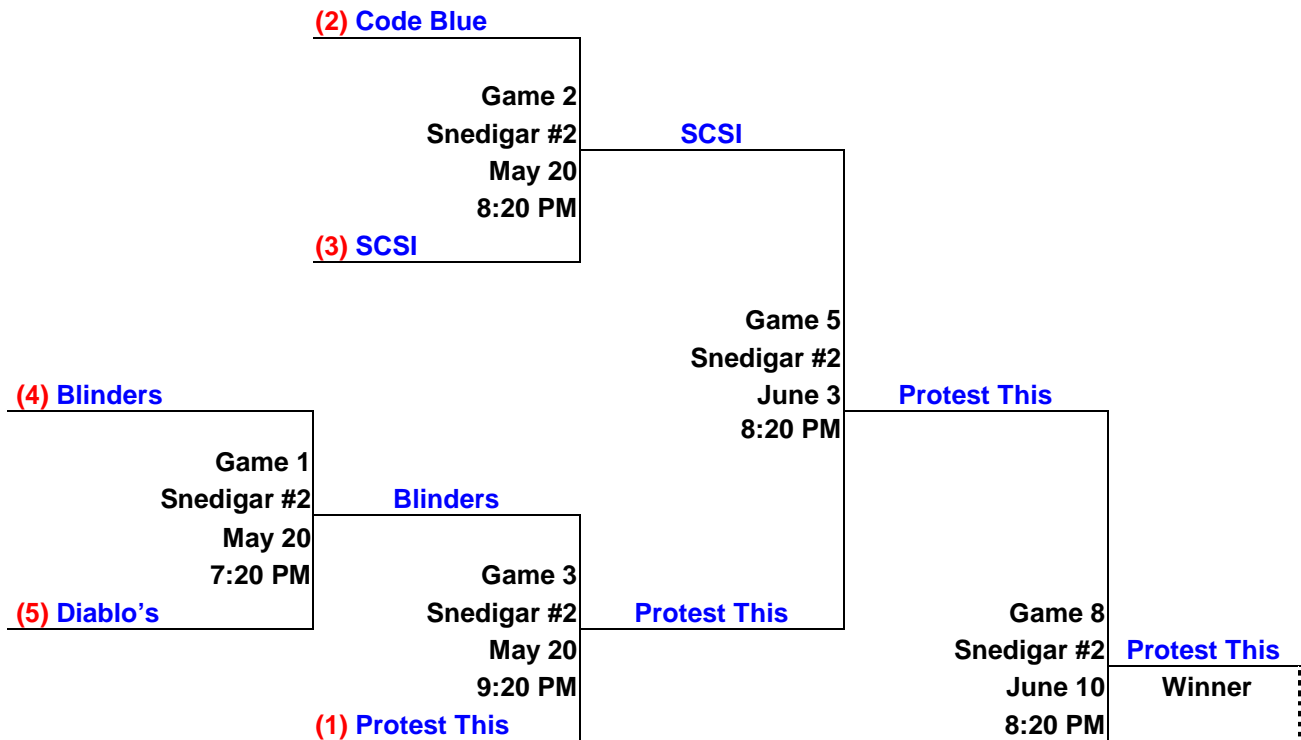 (2) Code Blue
Game 2
Snedigar #2
May 20
8:20 PM
SCSI
(3) SCSI
Game 5
Snedigar #2
June 3
8:20 PM
Protest This
(4) Blinders
Game 1
Snedigar #2
May 20
7:20 PM
Blinders
(5) Diablo’s
Game 3
Snedigar #2
May 20
9:20 PM
Protest This
(1) Protest This
Game 8
Snedigar #2
June 10
8:20 PM
Protest This
Winner